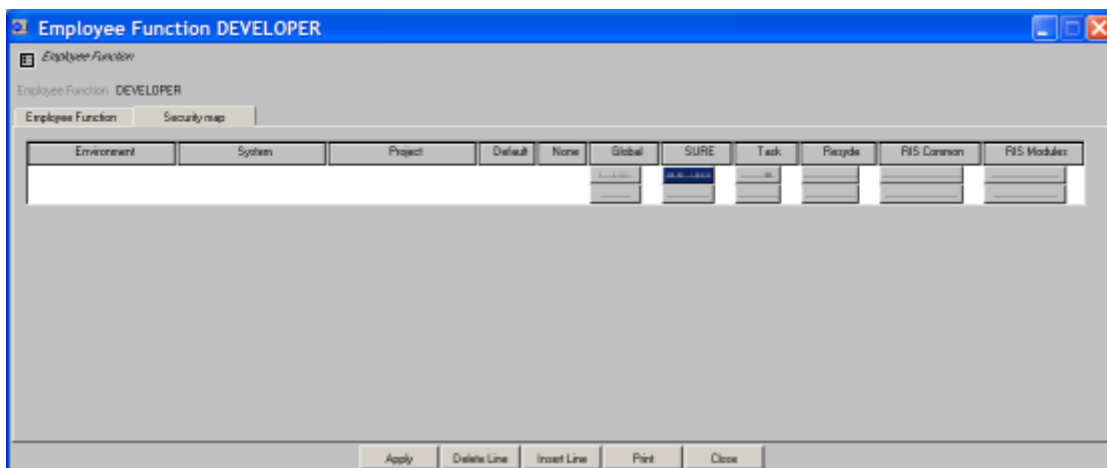 Employee Function DEVELOPER
Employee Function
Employee Function DEVELOPER
Employee Function Security map
Environment System Project Default None Global SURE Task Recycle RIS Common RIS Modules
Apply Delete Line Insert Line Print Close